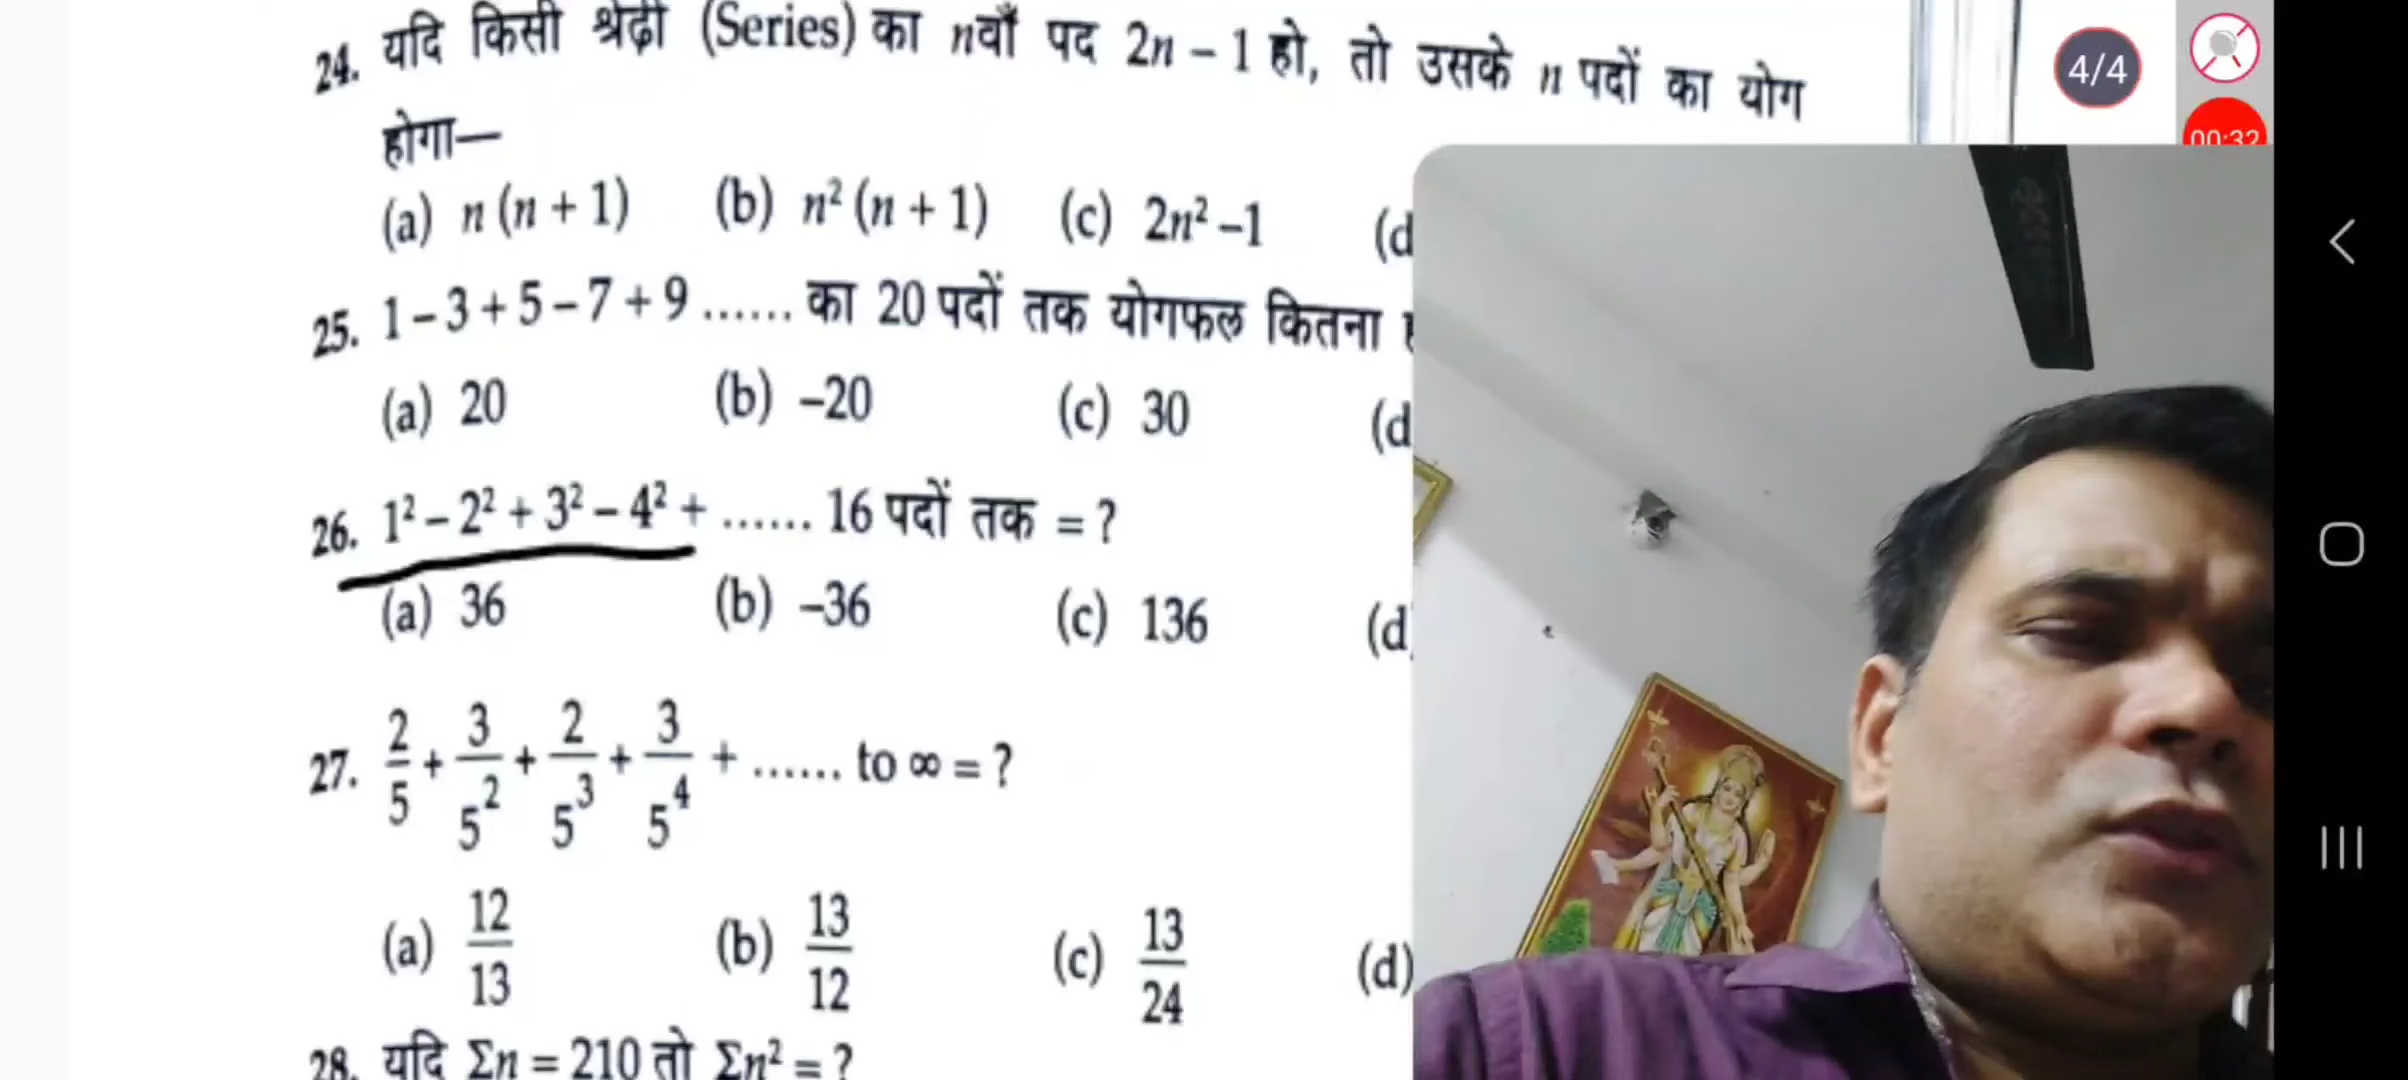 24. यदि किसी श्रेढ़ी (Series) का nवाँ पद 2n – 1 हो, तो उसके n पदों का योग
होगा—
(a) n (n + 1) (b) n² (n + 1) (c) 2n² –1 (d
25. 1 – 3 + 5 – 7 + 9 ...... का 20 पदों तक योगफल कितना
(a) 20 (b) –20 (c) 30 (d
26. 1² – 2² + 3² – 4² + ...... 16 पदों तक = ?
(a) 36 (b) –36 (c) 136 (d
27. 2/5 + 3/5² + 2/5³ + 3/5⁴ + ...... to ∞ = ?
(a) 12/13 (b) 13/12 (c) 13/24 (d)
28. यदि Σn = 210 तो Σn² = ?
4/4
00:32